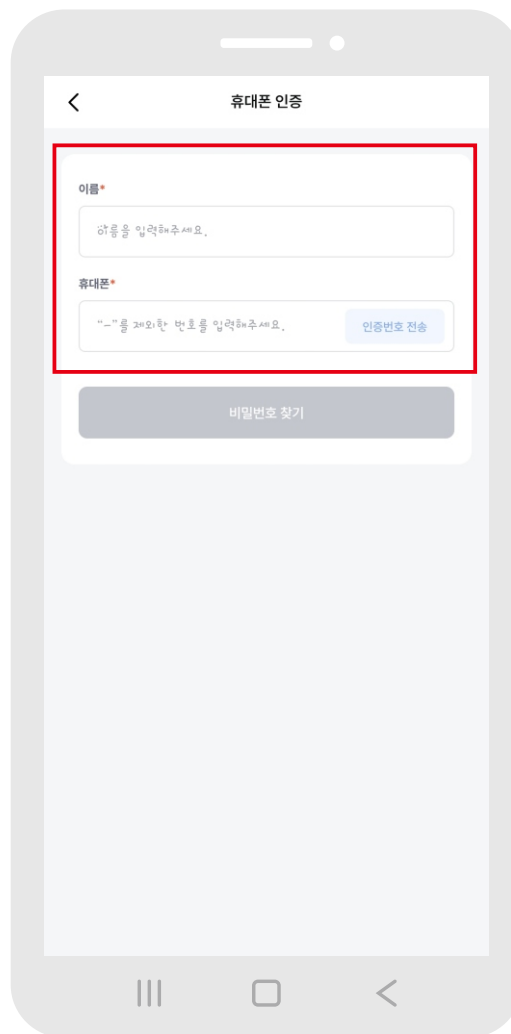 휴대폰 인증
이름*
이름을 입력해주세요.
휴대폰*
"-"를 제외한 번호를 입력해주세요.
인증번호 전송
비밀번호 찾기